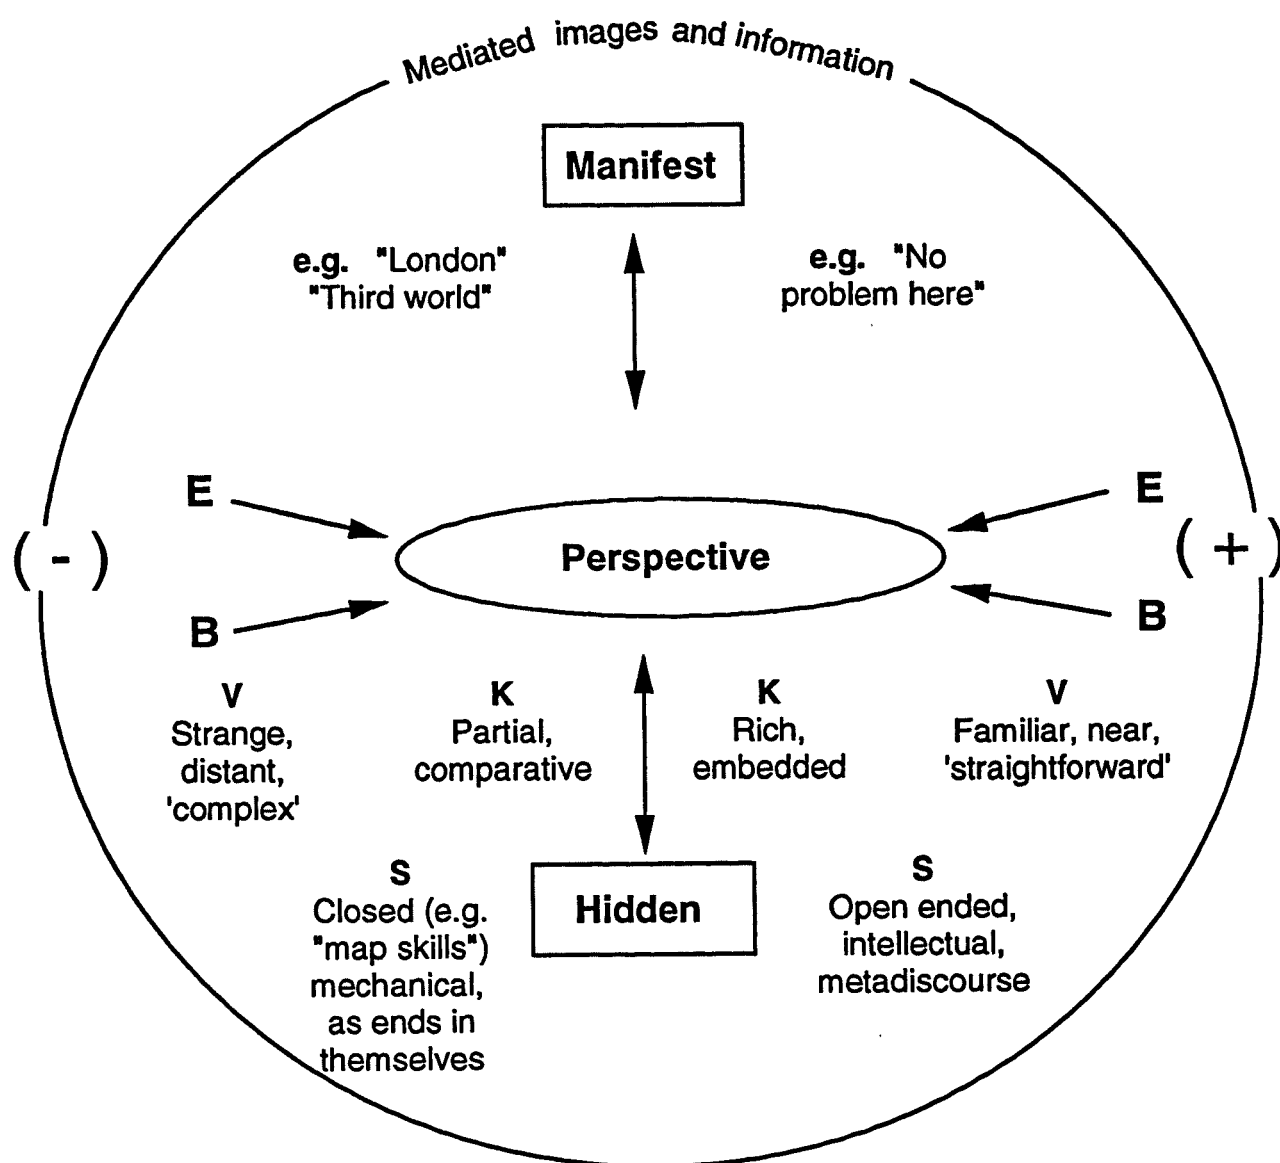 Mediated images and information
Manifest
e.g. "London"
"Third world"
e.g. "No
problem here"
E
E
( - )
Perspective
( + )
B
B
V
Strange,
distant,
'complex'
K
Partial,
comparative
K
Rich,
embedded
V
Familiar, near,
'straightforward'
S
Closed (e.g.
"map skills")
mechanical,
as ends in
themselves
Hidden
S
Open ended,
intellectual,
metadiscourse